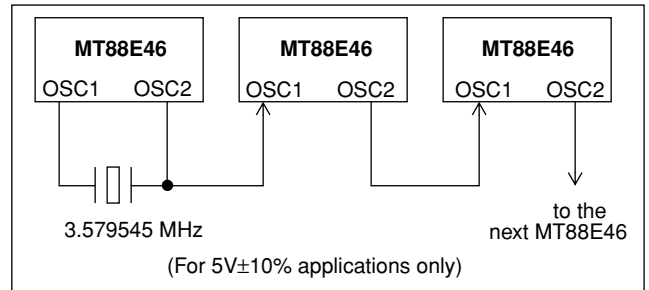 MT88E46 MT88E46 MT88E46
OSC1 OSC2 OSC1 OSC2 OSC1 OSC2
3.579545 MHz
to the
next MT88E46
(For 5V±10% applications only)